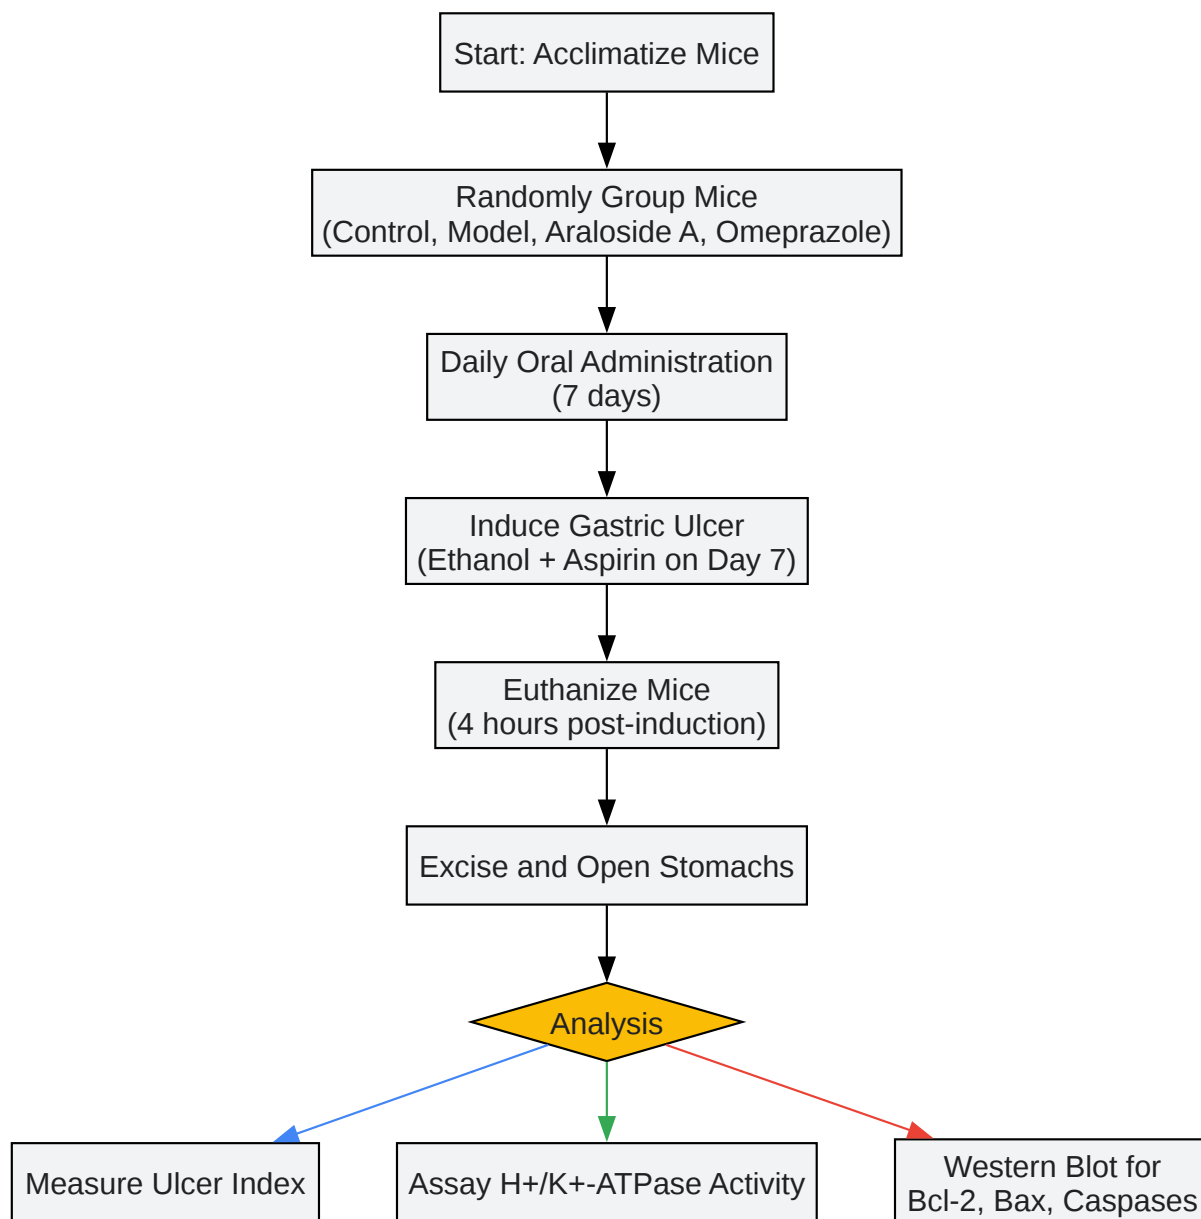 Start: Acclimatize Mice
Randomly Group Mice
(Control, Model, Araloside A, Omeprazole)
Daily Oral Administration
(7 days)
Induce Gastric Ulcer
(Ethanol + Aspirin on Day 7)
Euthanize Mice
(4 hours post-induction)
Excise and Open Stomachs
Analysis
Measure Ulcer Index
Assay H+/K+-ATPase Activity
Western Blot for
Bcl-2, Bax, Caspases